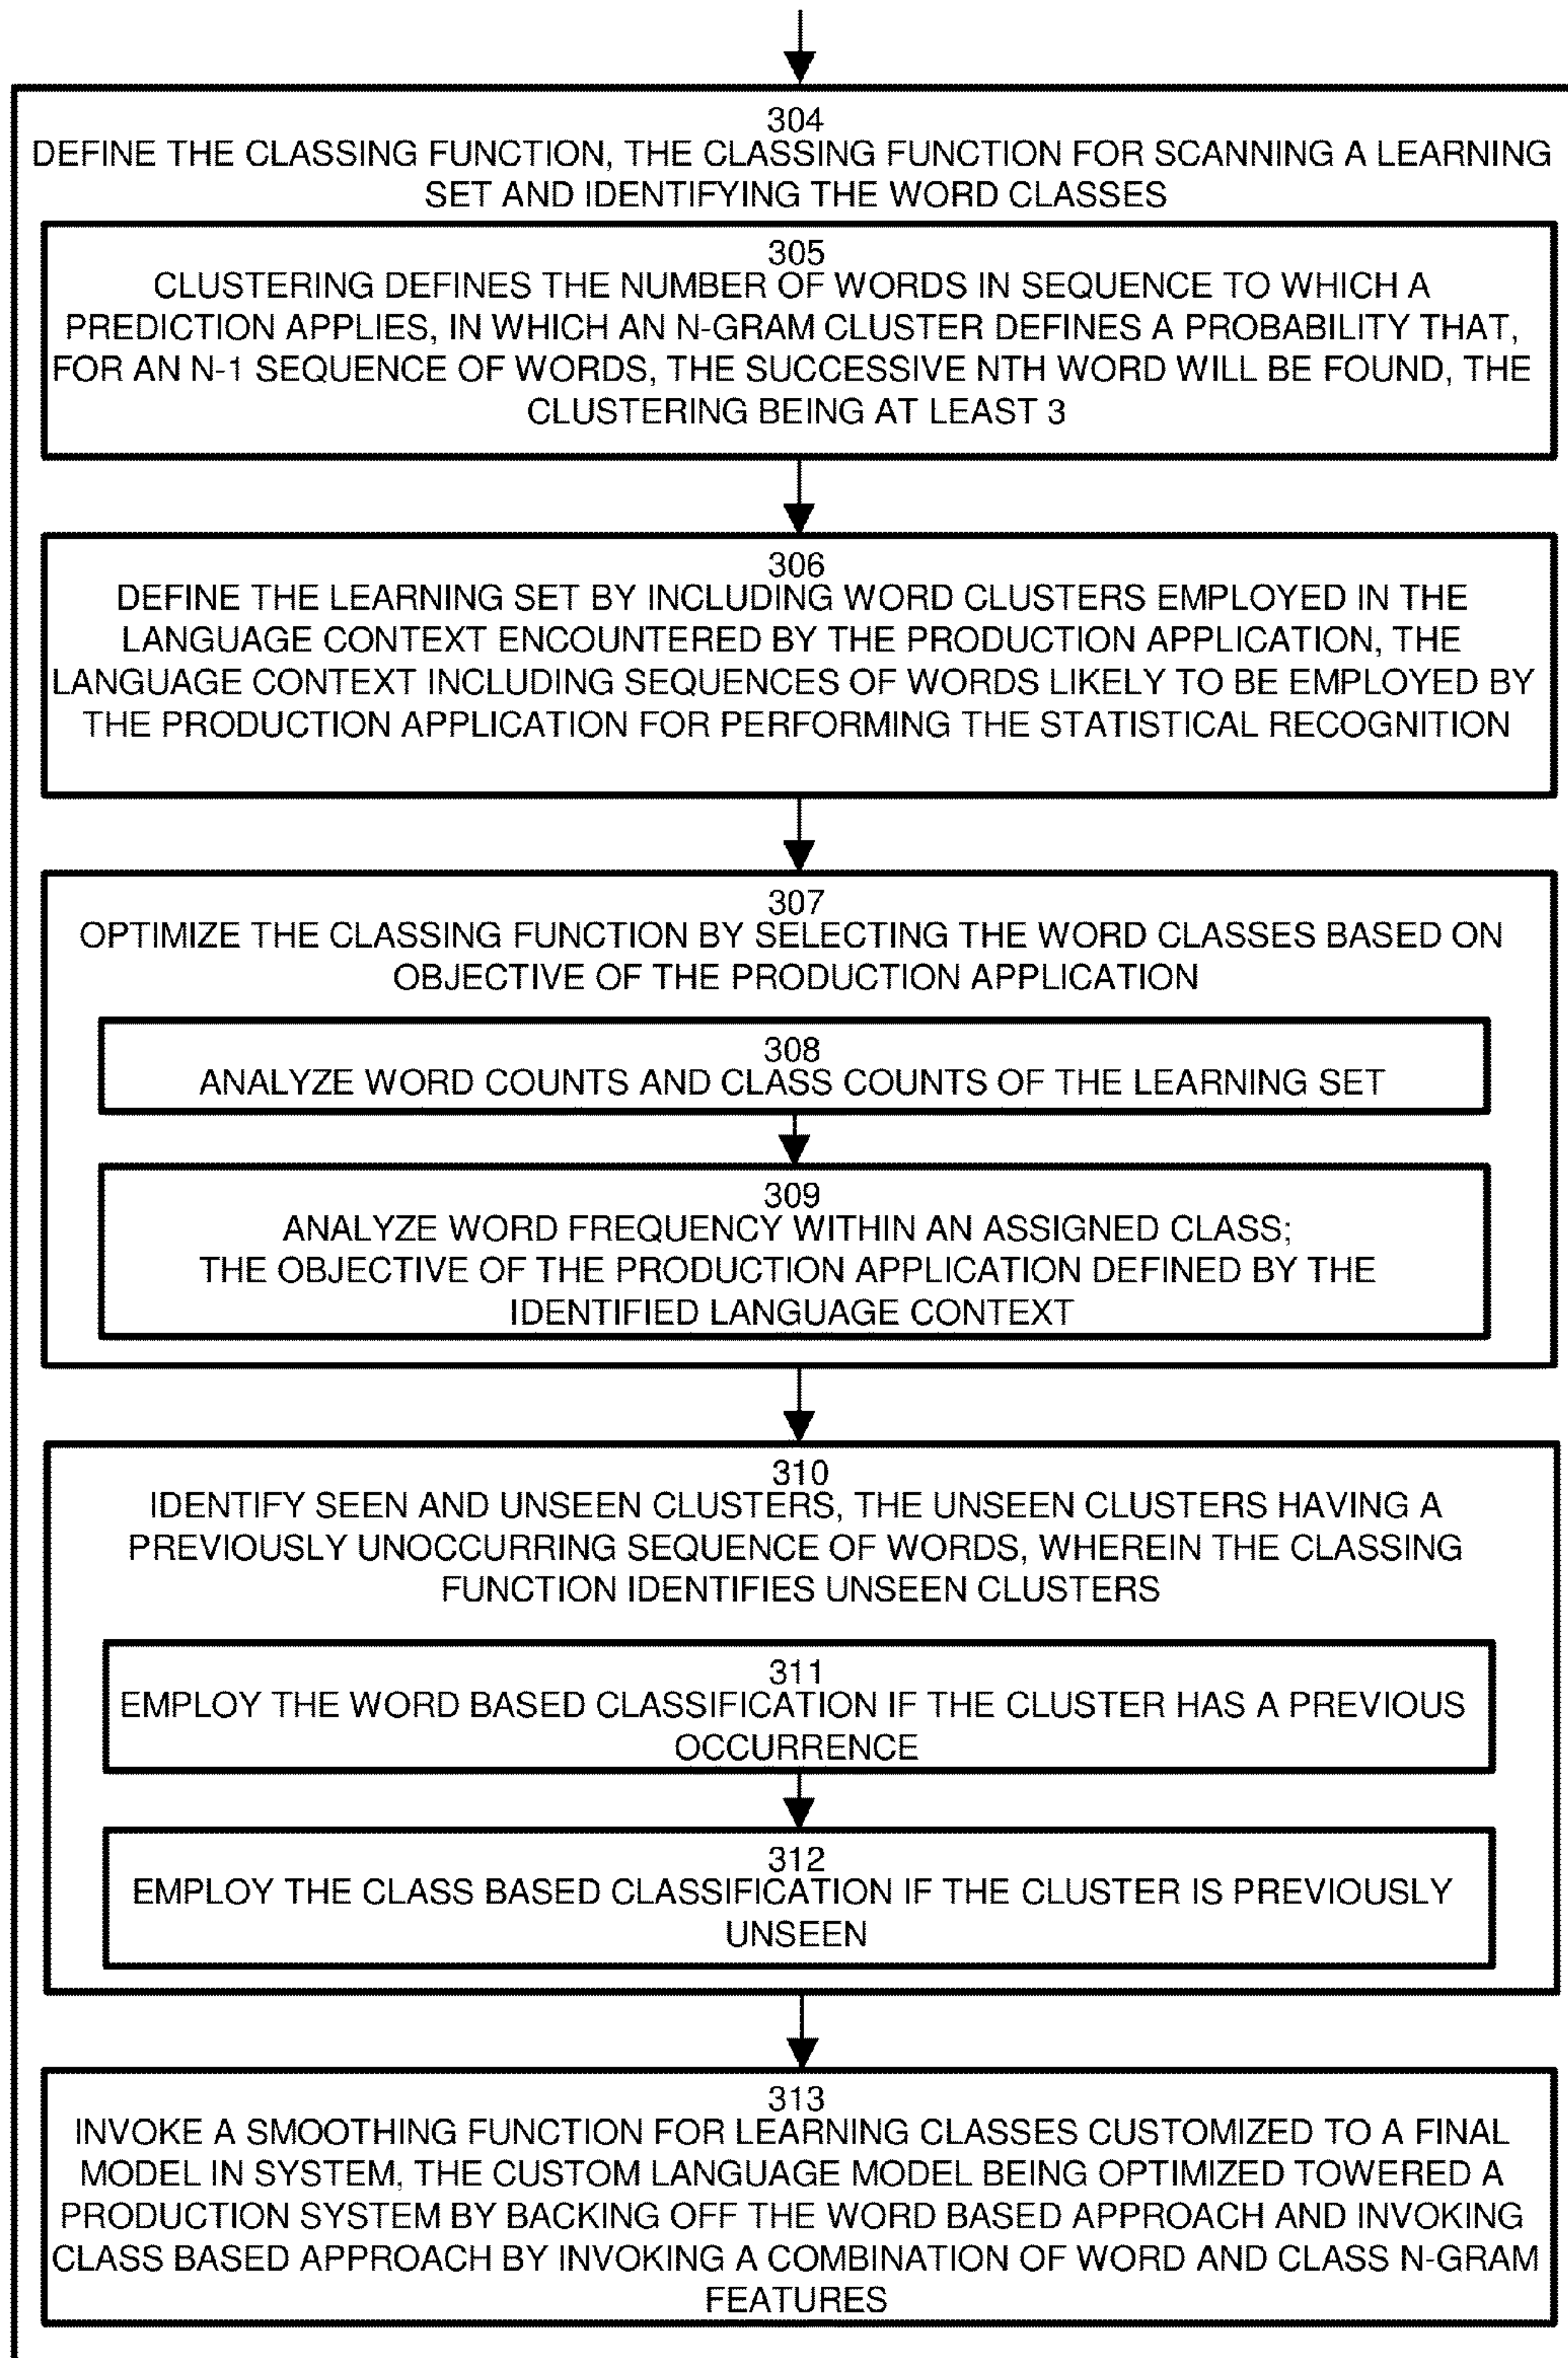 304
DEFINE THE CLASSING FUNCTION, THE CLASSING FUNCTION FOR SCANNING A LEARNING
SET AND IDENTIFYING THE WORD CLASSES
305
CLUSTERING DEFINES THE NUMBER OF WORDS IN SEQUENCE TO WHICH A
PREDICTION APPLIES, IN WHICH AN N-GRAM CLUSTER DEFINES A PROBABILITY THAT,
FOR AN N-1 SEQUENCE OF WORDS, THE SUCCESSIVE NTH WORD WILL BE FOUND, THE
CLUSTERING BEING AT LEAST 3
306
DEFINE THE LEARNING SET BY INCLUDING WORD CLUSTERS EMPLOYED IN THE
LANGUAGE CONTEXT ENCOUNTERED BY THE PRODUCTION APPLICATION, THE
LANGUAGE CONTEXT INCLUDING SEQUENCES OF WORDS LIKELY TO BE EMPLOYED BY
THE PRODUCTION APPLICATION FOR PERFORMING THE STATISTICAL RECOGNITION
307
OPTIMIZE THE CLASSING FUNCTION BY SELECTING THE WORD CLASSES BASED ON
OBJECTIVE OF THE PRODUCTION APPLICATION
308
ANALYZE WORD COUNTS AND CLASS COUNTS OF THE LEARNING SET
309
ANALYZE WORD FREQUENCY WITHIN AN ASSIGNED CLASS;
THE OBJECTIVE OF THE PRODUCTION APPLICATION DEFINED BY THE
IDENTIFIED LANGUAGE CONTEXT
310
IDENTIFY SEEN AND UNSEEN CLUSTERS, THE UNSEEN CLUSTERS HAVING A
PREVIOUSLY UNOCCURRING SEQUENCE OF WORDS, WHEREIN THE CLASSING
FUNCTION IDENTIFIES UNSEEN CLUSTERS
311
EMPLOY THE WORD BASED CLASSIFICATION IF THE CLUSTER HAS A PREVIOUS
OCCURRENCE
312
EMPLOY THE CLASS BASED CLASSIFICATION IF THE CLUSTER IS PREVIOUSLY
UNSEEN
313
INVOKE A SMOOTHING FUNCTION FOR LEARNING CLASSES CUSTOMIZED TO A FINAL
MODEL IN SYSTEM, THE CUSTOM LANGUAGE MODEL BEING OPTIMIZED TOWERED A
PRODUCTION SYSTEM BY BACKING OFF THE WORD BASED APPROACH AND INVOKING
CLASS BASED APPROACH BY INVOKING A COMBINATION OF WORD AND CLASS N-GRAM
FEATURES